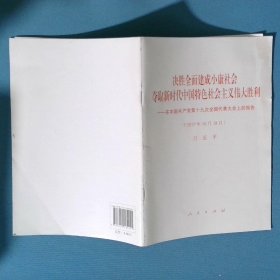 决胜全面建成小康社会
夺取新时代中国特色社会主义伟大胜利
——在中国共产党第十九次全国代表大会上的报告
（2017年10月18日）
习近平
人民出版社